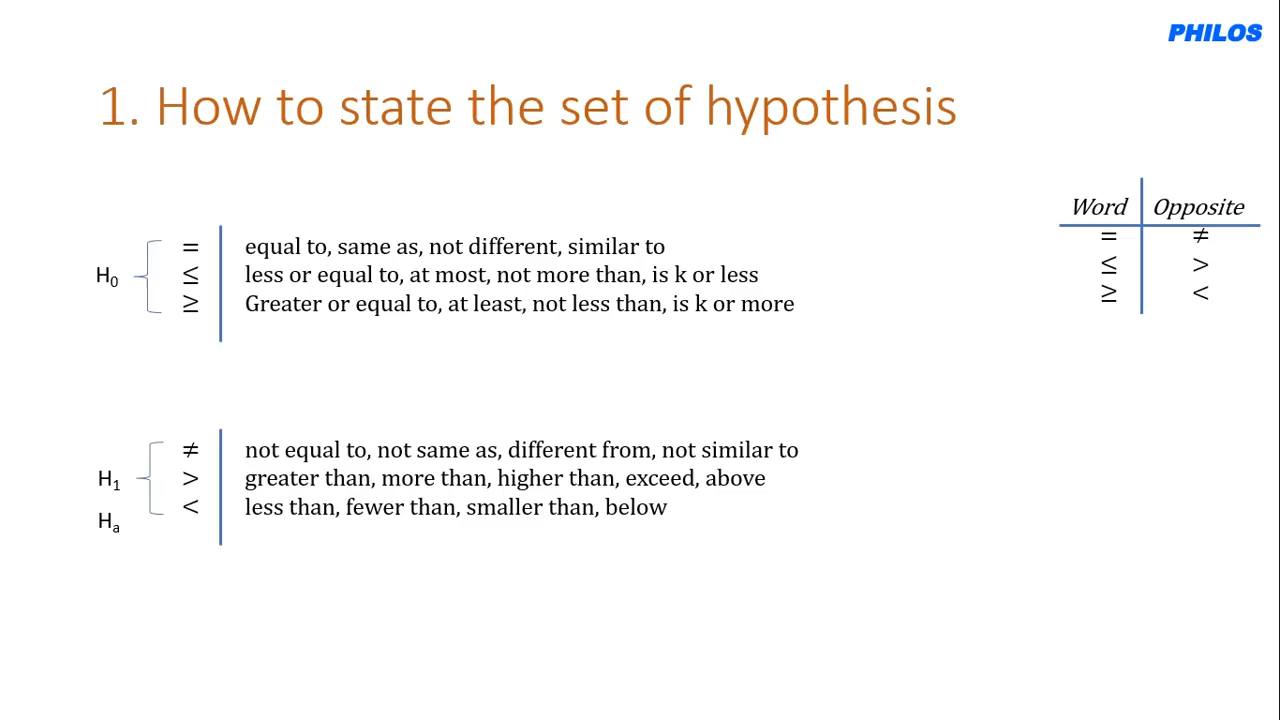 PHILOS
1. How to state the set of hypothesis
Word Opposite
= ≠
≤ >
≥ <
H₀
= equal to, same as, not different, similar to
≤ less or equal to, at most, not more than, is k or less
≥ Greater or equal to, at least, not less than, is k or more
≠ not equal to, not same as, different from, not similar to
H₁ > greater than, more than, higher than, exceed, above
< less than, fewer than, smaller than, below
Hₐ